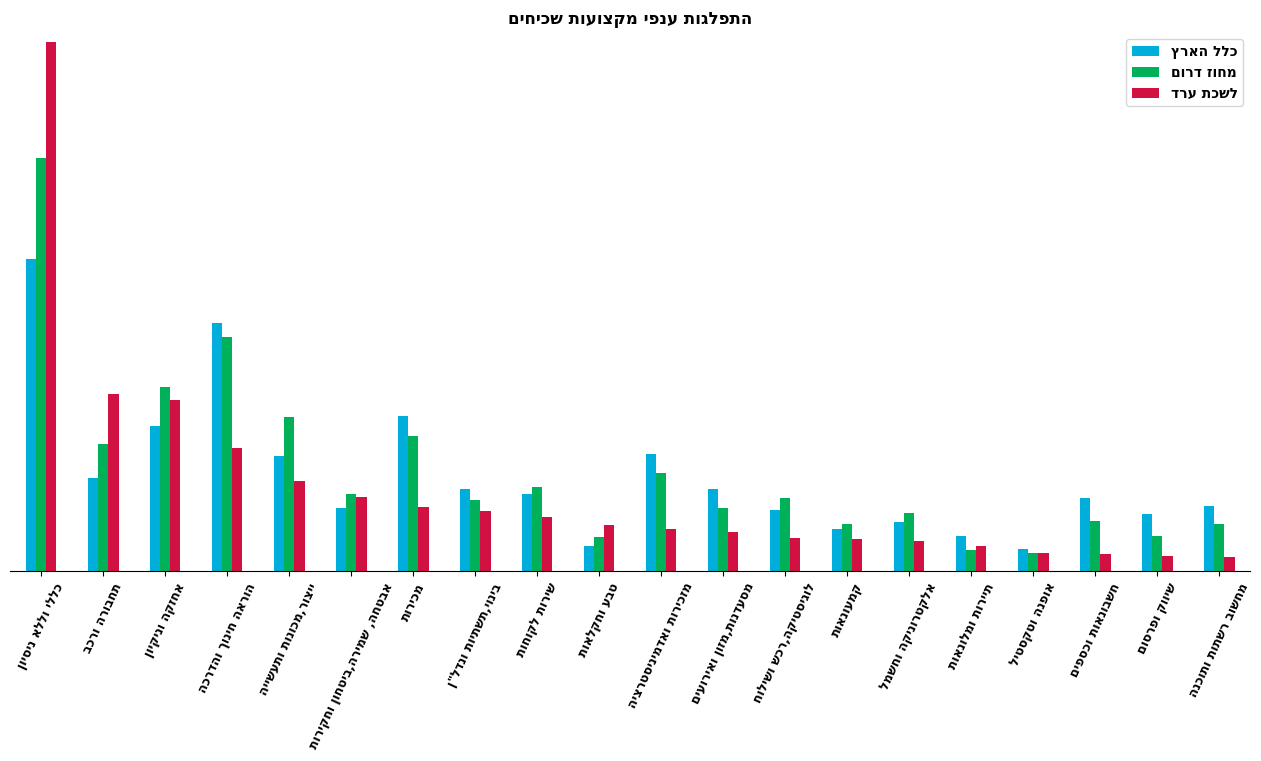 התפלגות ענפי מקצועות שכיחים
כלל הארץ
מחוז דרום
לשכת ערד
כללי וללא ניסיון
תחבורה ורכב
אחזקה וניקיון
הוראה חינוך והדרכה
ייצור,מכונות ותעשייה
אבטחה, שמירה,ביטחון וחקירות
מכירות
בינוי,תשתיות ונדל"ן
שירות לקוחות
טבע וחקלאות
מזכירות ואדמיניסטרציה
מסעדנות,מזון ואירועים
לוגיסטיקה,רכש ושילוח
קמעונאות
אלקטרוניקה וחשמל
תיירות ומלונאות
אופנה וטקסטיל
חשבונאות וכספים
שיווק ופרסום
מחשוב רשתות ותוכנה